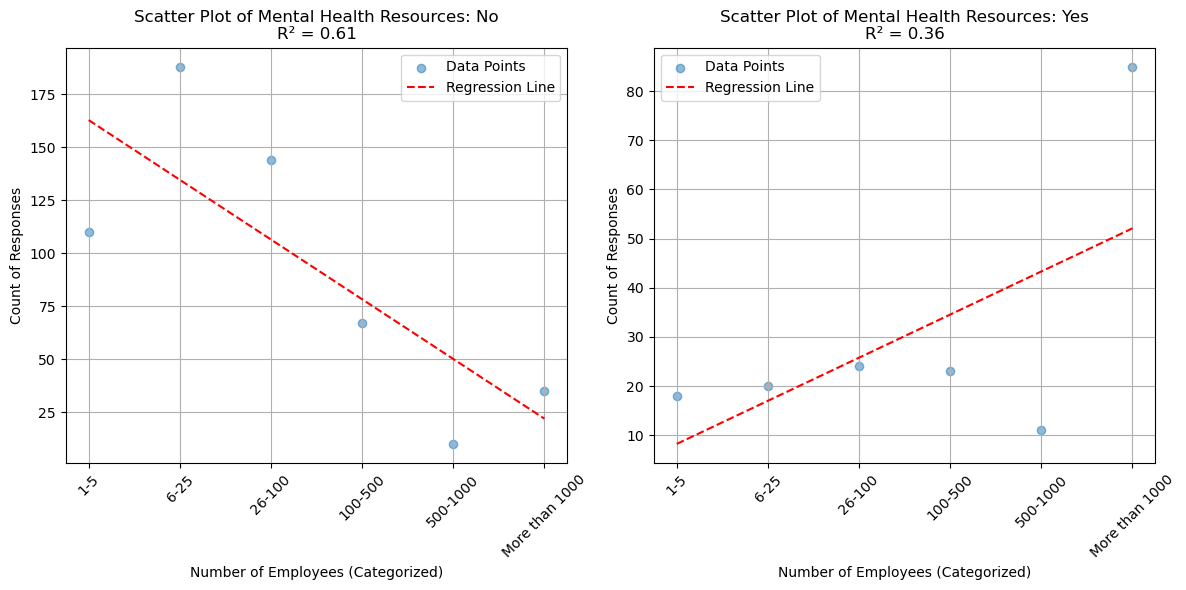 Scatter Plot of Mental Health Resources: No
R² = 0.61
Data Points
Regression Line
175
150
125
100
75
50
25
Count of Responses
1-5
6-25
26-100
100-500
500-1000
More than 1000
Number of Employees (Categorized)
Scatter Plot of Mental Health Resources: Yes
R² = 0.36
Data Points
Regression Line
80
70
60
50
40
30
20
10
Count of Responses
1-5
6-25
26-100
100-500
500-1000
More than 1000
Number of Employees (Categorized)